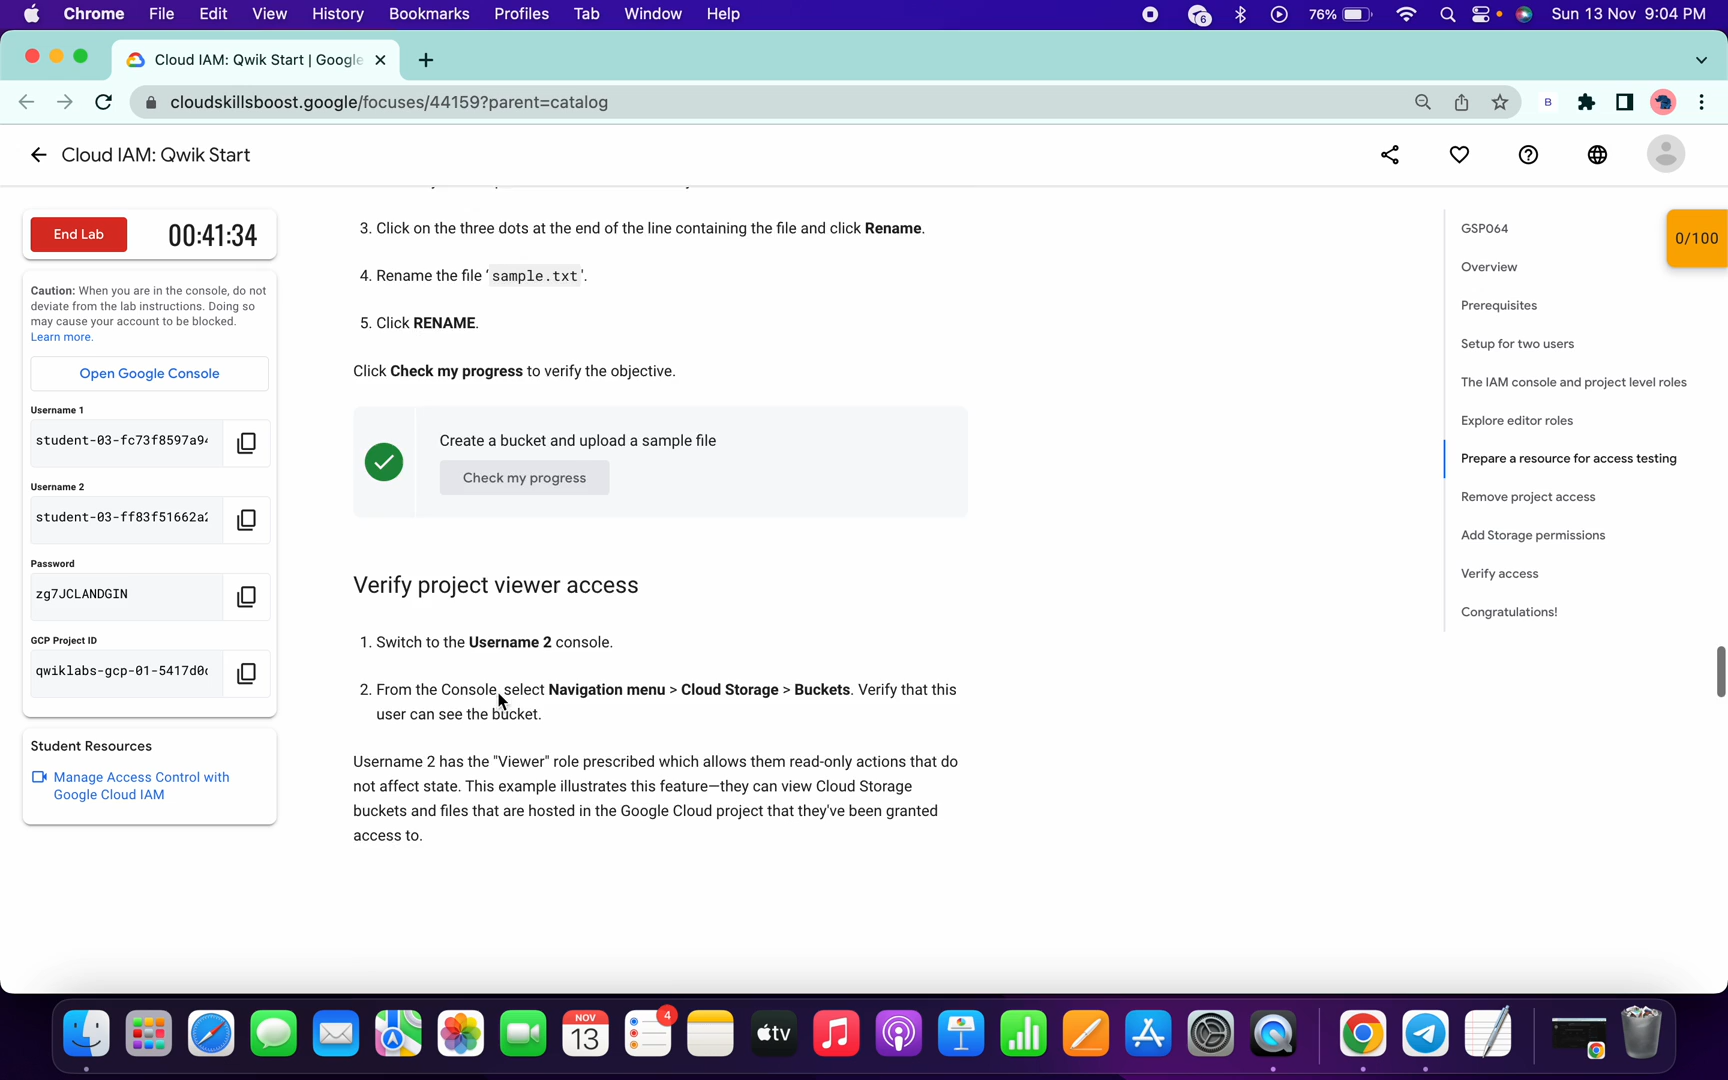 Chrome File Edit View History Bookmarks Profiles Tab Window Help 6 76% Sun 13 Nov 9:04 PM
Cloud IAM: Qwik Start | Google
cloudskillsboost.google/focuses/44159?parent=catalog
B
Cloud IAM: Qwik Start
End Lab 00:41:34
Caution: When you are in the console, do not
deviate from the lab instructions. Doing so
may cause your account to be blocked.
Learn more.
Open Google Console
Username 1
student-03-fc73f8597a9
Username 2
student-03-ff83f51662a
Password
zg7JCLANDGIN
GCP Project ID
qwiklabs-gcp-01-5417d0
Student Resources
Manage Access Control with
Google Cloud IAM
3. Click on the three dots at the end of the line containing the file and click Rename.
4. Rename the file 'sample.txt'.
5. Click RENAME.
Click Check my progress to verify the objective.
Create a bucket and upload a sample file
Check my progress
Verify project viewer access
1. Switch to the Username 2 console.
2. From the Console, select Navigation menu > Cloud Storage > Buckets. Verify that this
user can see the bucket.
Username 2 has the "Viewer" role prescribed which allows them read-only actions that do
not affect state. This example illustrates this feature—they can view Cloud Storage
buckets and files that are hosted in the Google Cloud project that they've been granted
access to.
GSP064
Overview
Prerequisites
Setup for two users
The IAM console and project level roles
Explore editor roles
Prepare a resource for access testing
Remove project access
Add Storage permissions
Verify access
Congratulations!
0/100
NOV
13
4
tv